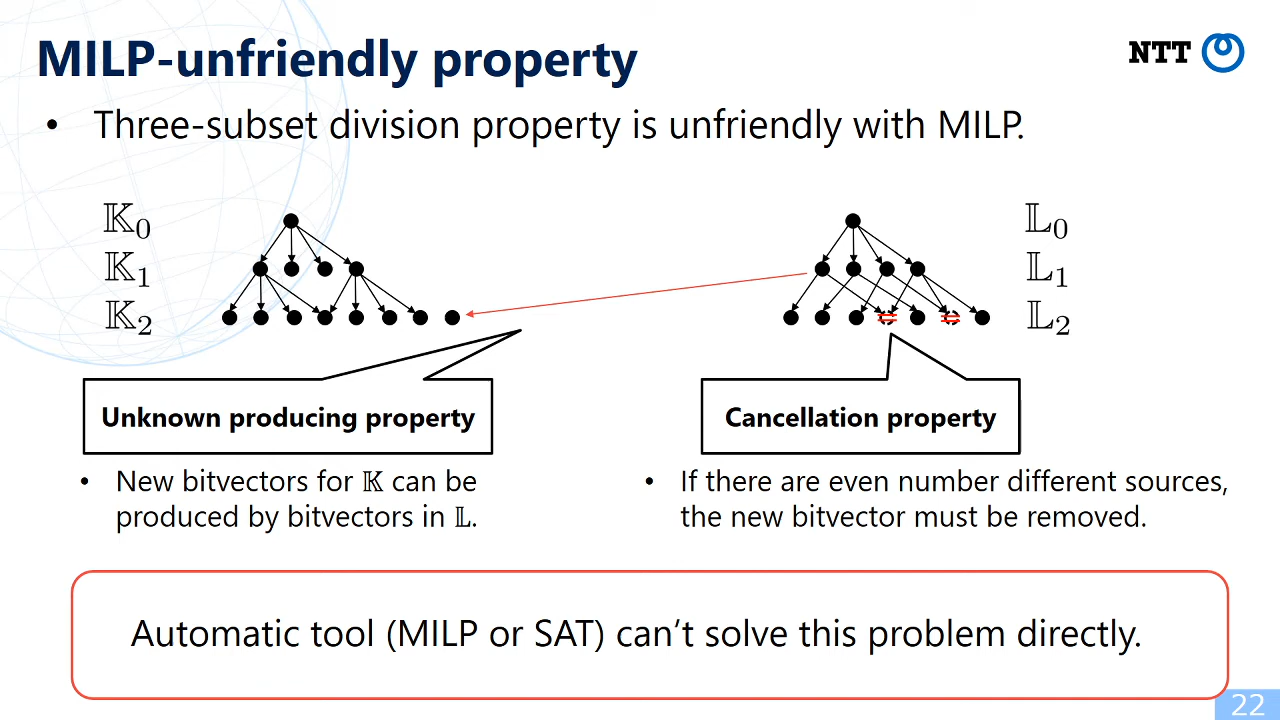 MILP-unfriendly property
NTT
• Three-subset division property is unfriendly with MILP.
𝕂₀
𝕂₁
𝕂₂
𝕃₀
𝕃₁
𝕃₂
Unknown producing property
• New bitvectors for 𝕂 can be
produced by bitvectors in 𝕃.
Cancellation property
• If there are even number different sources,
the new bitvector must be removed.
Automatic tool (MILP or SAT) can't solve this problem directly.
22